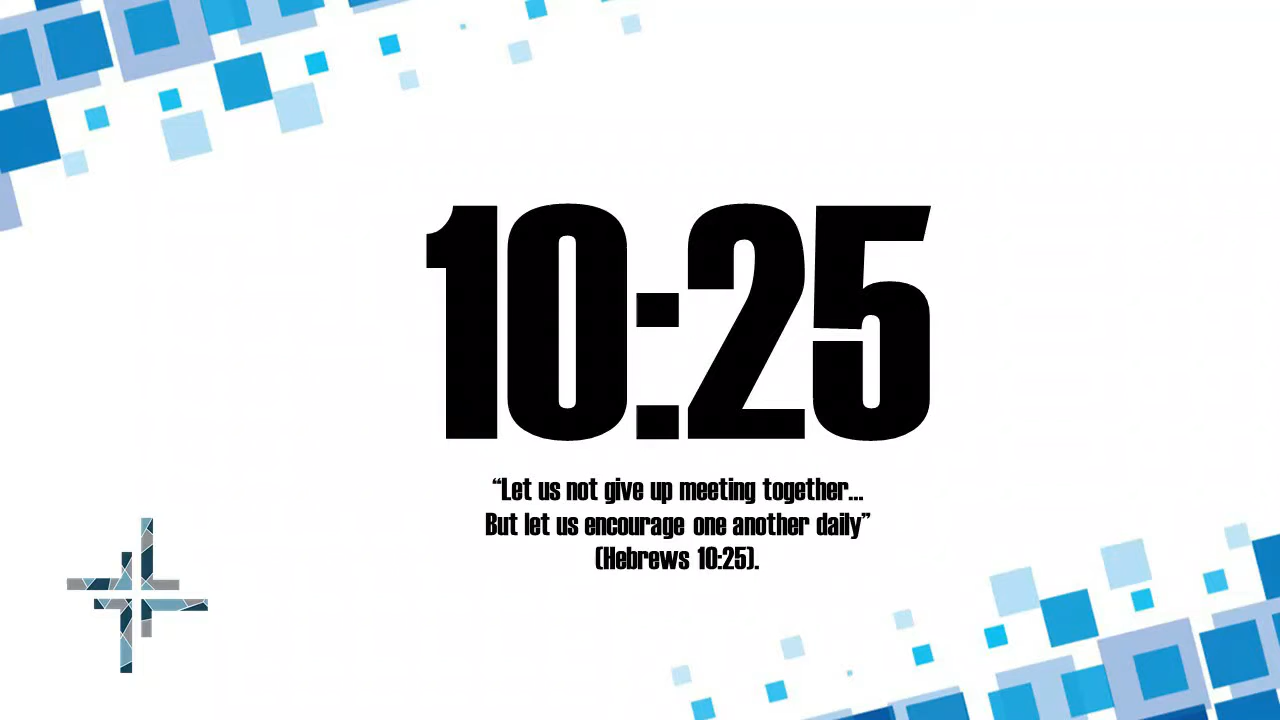 10:25
“Let us not give up meeting together...
But let us encourage one another daily”
(Hebrews 10:25).